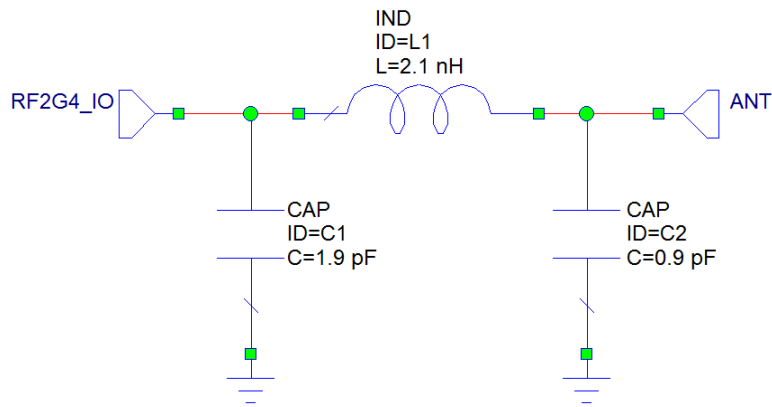 IND
ID=L1
L=2.1 nH
RF2G4_IO
ANT
CAP
ID=C1
C=1.9 pF
CAP
ID=C2
C=0.9 pF